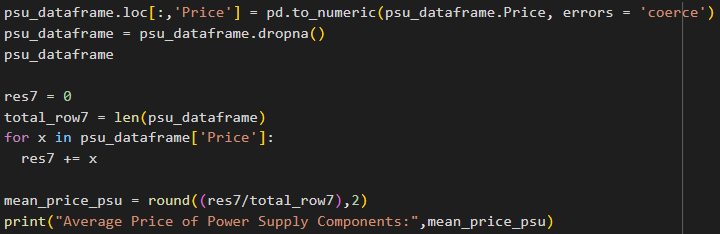 psu_dataframe.loc[:,'Price'] = pd.to_numeric(psu_dataframe.Price, errors = 'coerce')
psu_dataframe = psu_dataframe.dropna()
psu_dataframe
res7 = 0
total_row7 = len(psu_dataframe)
for x in psu_dataframe['Price']:
  res7 += x
mean_price_psu = round((res7/total_row7),2)
print("Average Price of Power Supply Components:",mean_price_psu)